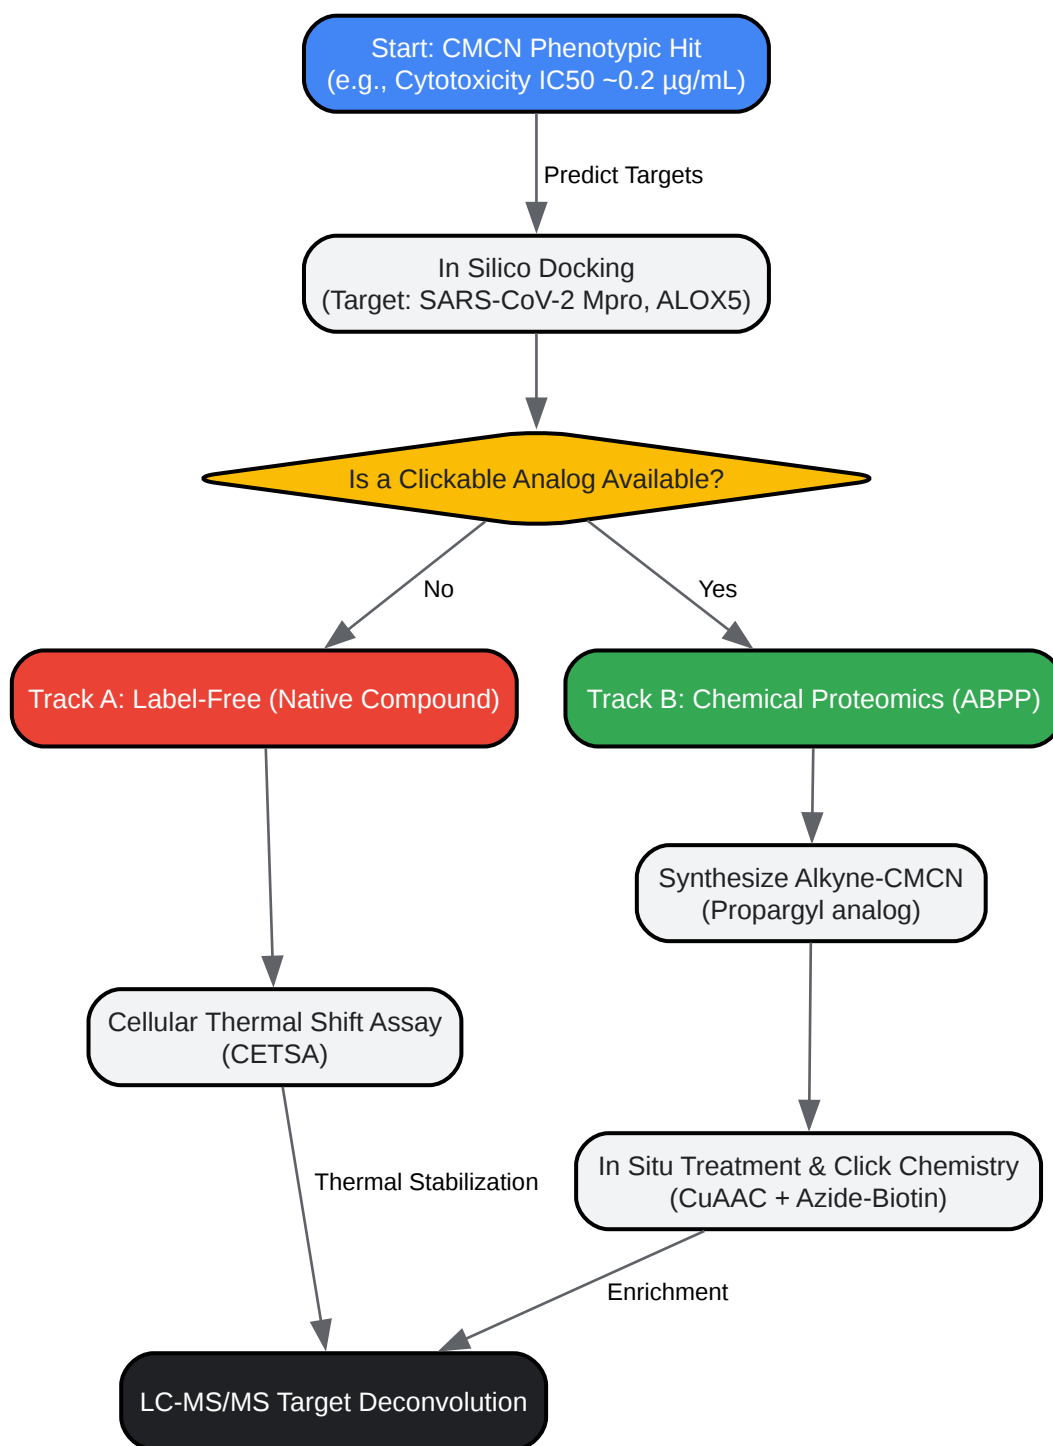 Start: CMCN Phenotypic Hit
(e.g., Cytotoxicity IC50 ~0.2 µg/mL)
Predict Targets
In Silico Docking
(Target: SARS-CoV-2 Mpro, ALOX5)
Is a Clickable Analog Available?
No
Yes
Track A: Label-Free (Native Compound)
Track B: Chemical Proteomics (ABPP)
Synthesize Alkyne-CMCN
(Propargyl analog)
Cellular Thermal Shift Assay
(CETSA)
In Situ Treatment & Click Chemistry
(CuAAC + Azide-Biotin)
Thermal Stabilization
Enrichment
LC-MS/MS Target Deconvolution